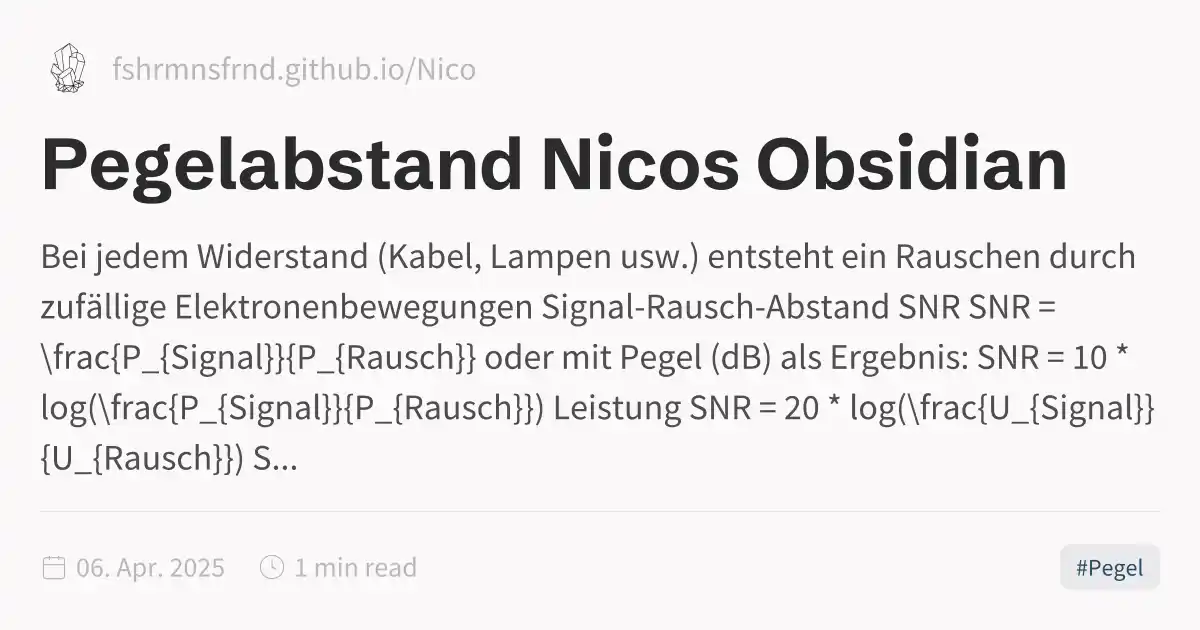 fshrmnsfrnd.github.io/Nico
Pegelabstand Nicos Obsidian
Bei jedem Widerstand (Kabel, Lampen usw.) entsteht ein Rauschen durch
zufällige Elektronenbewegungen Signal-Rausch-Abstand SNR SNR =
\frac{P_{Signal}}{P_{Rausch}} oder mit Pegel (dB) als Ergebnis: SNR = 10 *
log(\frac{P_{Signal}}{P_{Rausch}}) Leistung SNR = 20 * log(\frac{U_{Signal}}
{U_{Rausch}}) S...
06. Apr. 2025 1 min read #Pegel